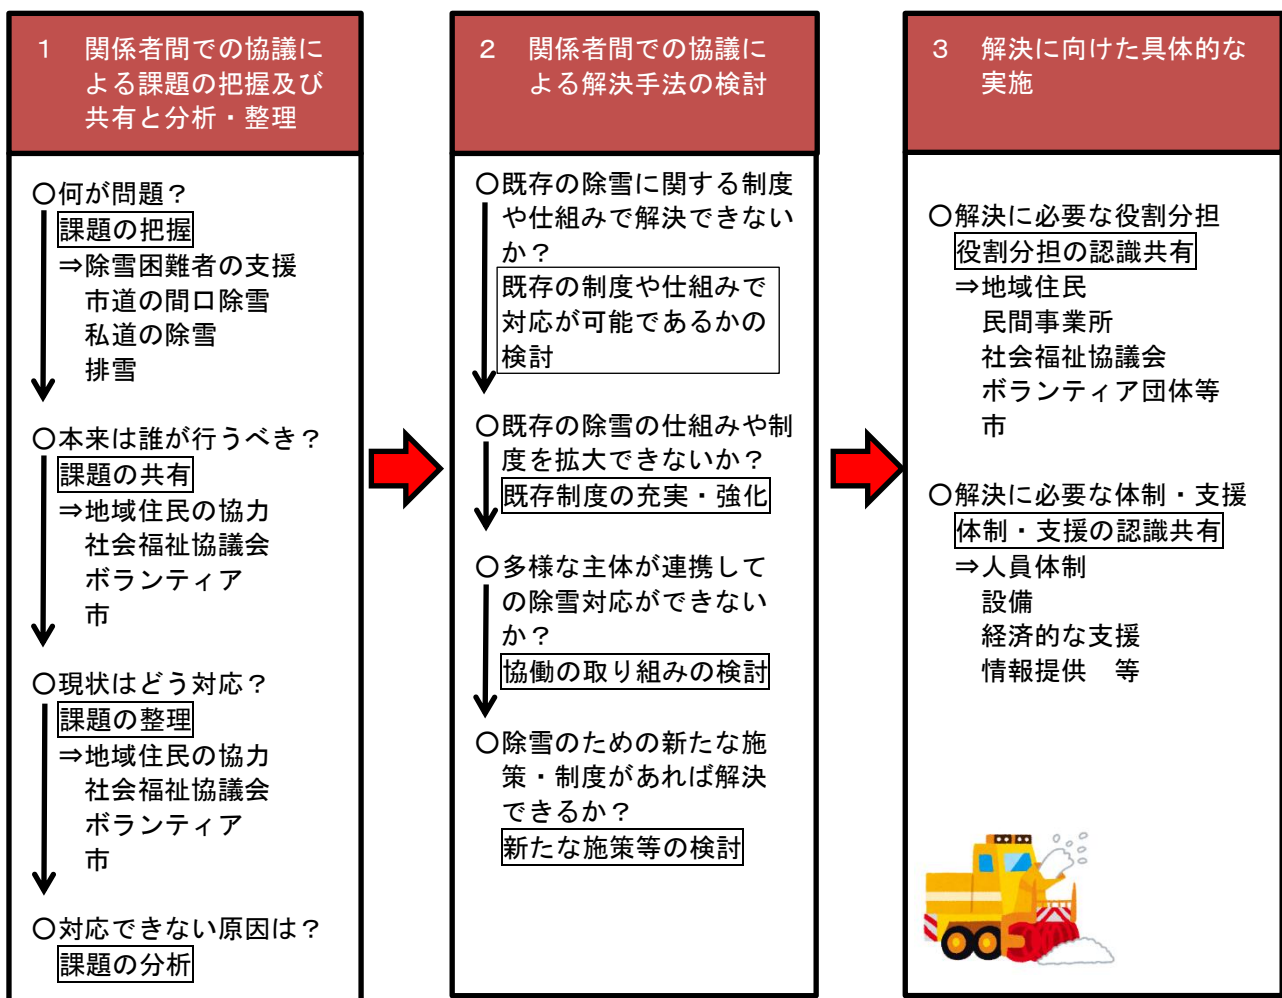 １　関係者間での協議に
よる課題の把握及び
共有と分析・整理
〇何が問題？
課題の把握
⇒除雪困難者の支援
市道の間口除雪
私道の除雪
排雪
〇本来は誰が行うべき？
課題の共有
⇒地域住民の協力
社会福祉協議会
ボランティア
市
〇現状はどう対応？
課題の整理
⇒地域住民の協力
社会福祉協議会
ボランティア
市
〇対応できない原因は？
課題の分析
２　関係者間での協議に
よる解決手法の検討
〇既存の除雪に関する制度
や仕組みで解決できない
か？
既存の制度や仕組みで
対応が可能であるかの
検討
〇既存の除雪の仕組みや制
度を拡大できないか？
既存制度の充実・強化
〇多様な主体が連携して
の除雪対応ができない
か？
協働の取り組みの検討
〇除雪のための新たな施
策・制度があれば解決
できるか？
新たな施策等の検討
３　解決に向けた具体的な
実施
〇解決に必要な役割分担
役割分担の認識共有
⇒地域住民
民間事業所
社会福祉協議会
ボランティア団体等
市
〇解決に必要な体制・支援
体制・支援の認識共有
⇒人員体制
設備
経済的な支援
情報提供　等